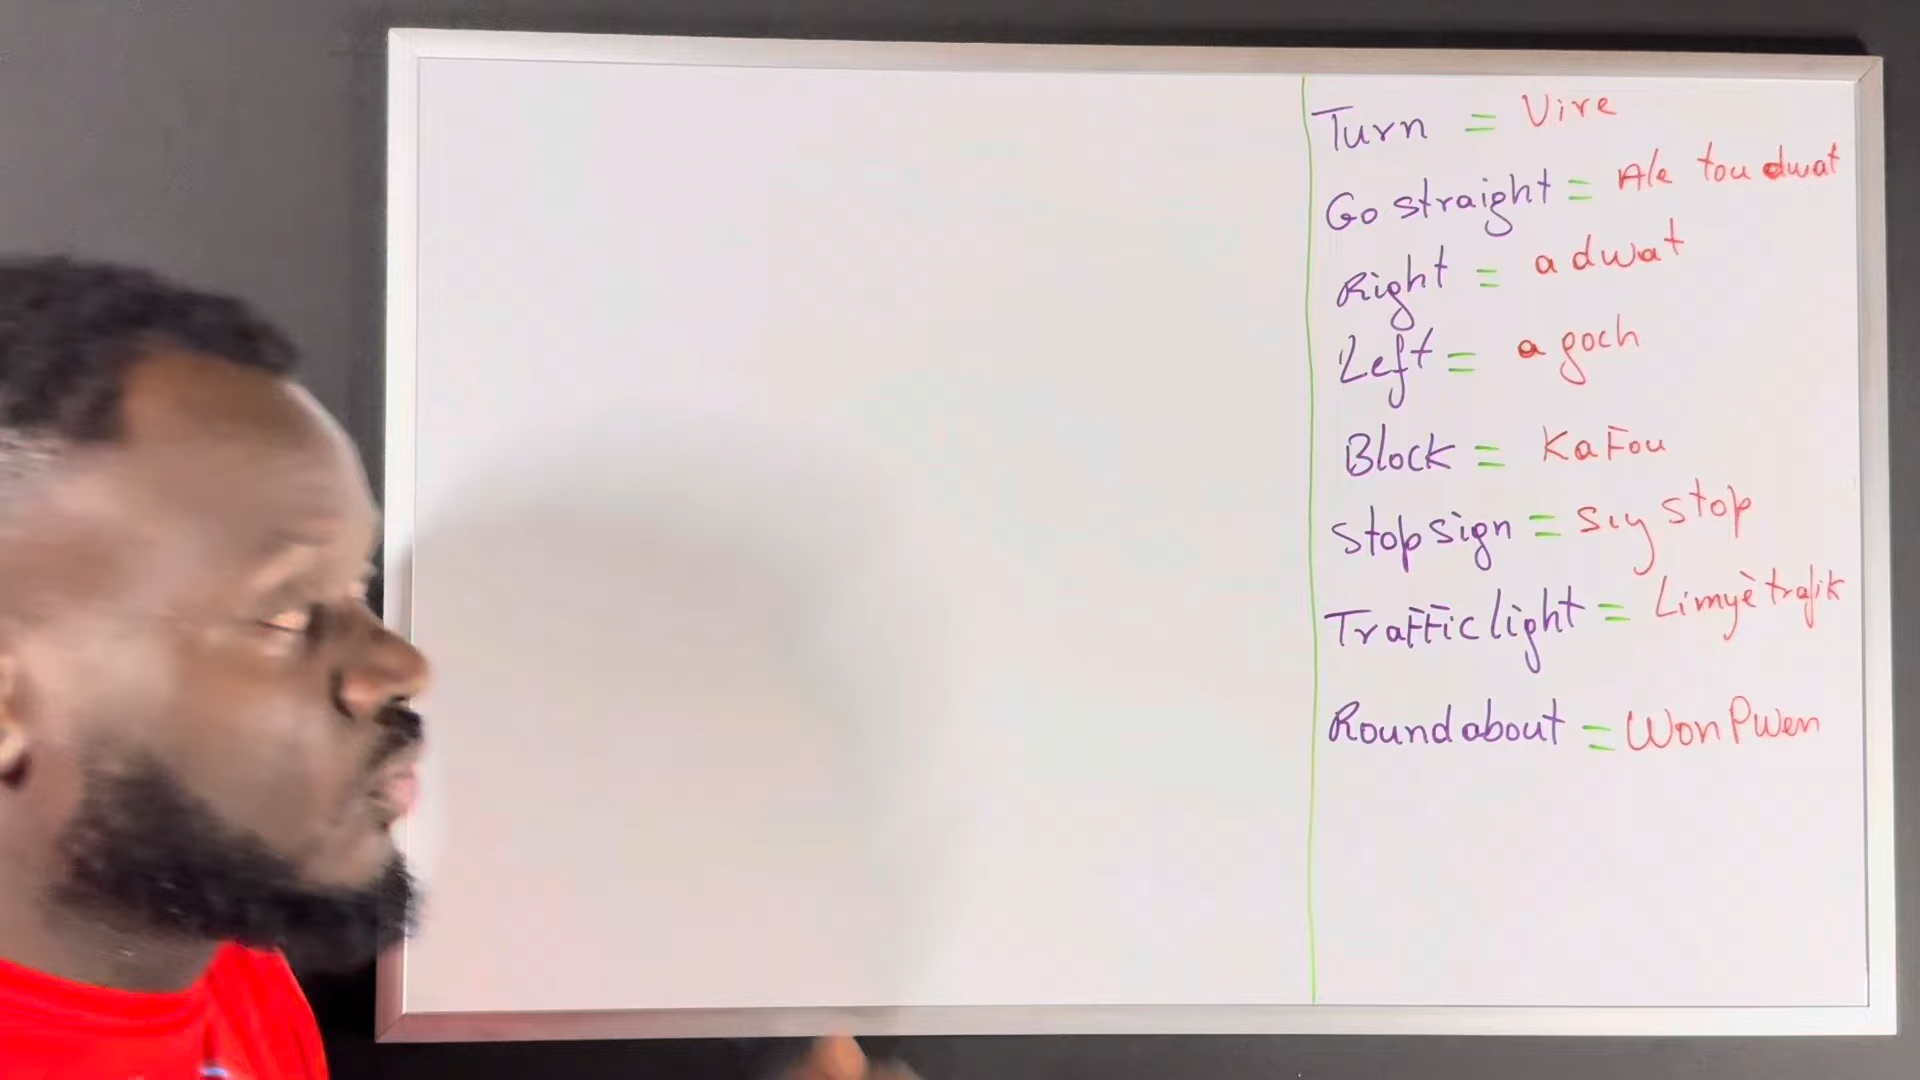 Turn = Vire
Go straight = Ale tou dwat
Right = a dwat
Left = a goch
Block = Kafou
Stop sign = Siy stop
Traffic light = Limyè trafik
Roundabout = Won Pwen